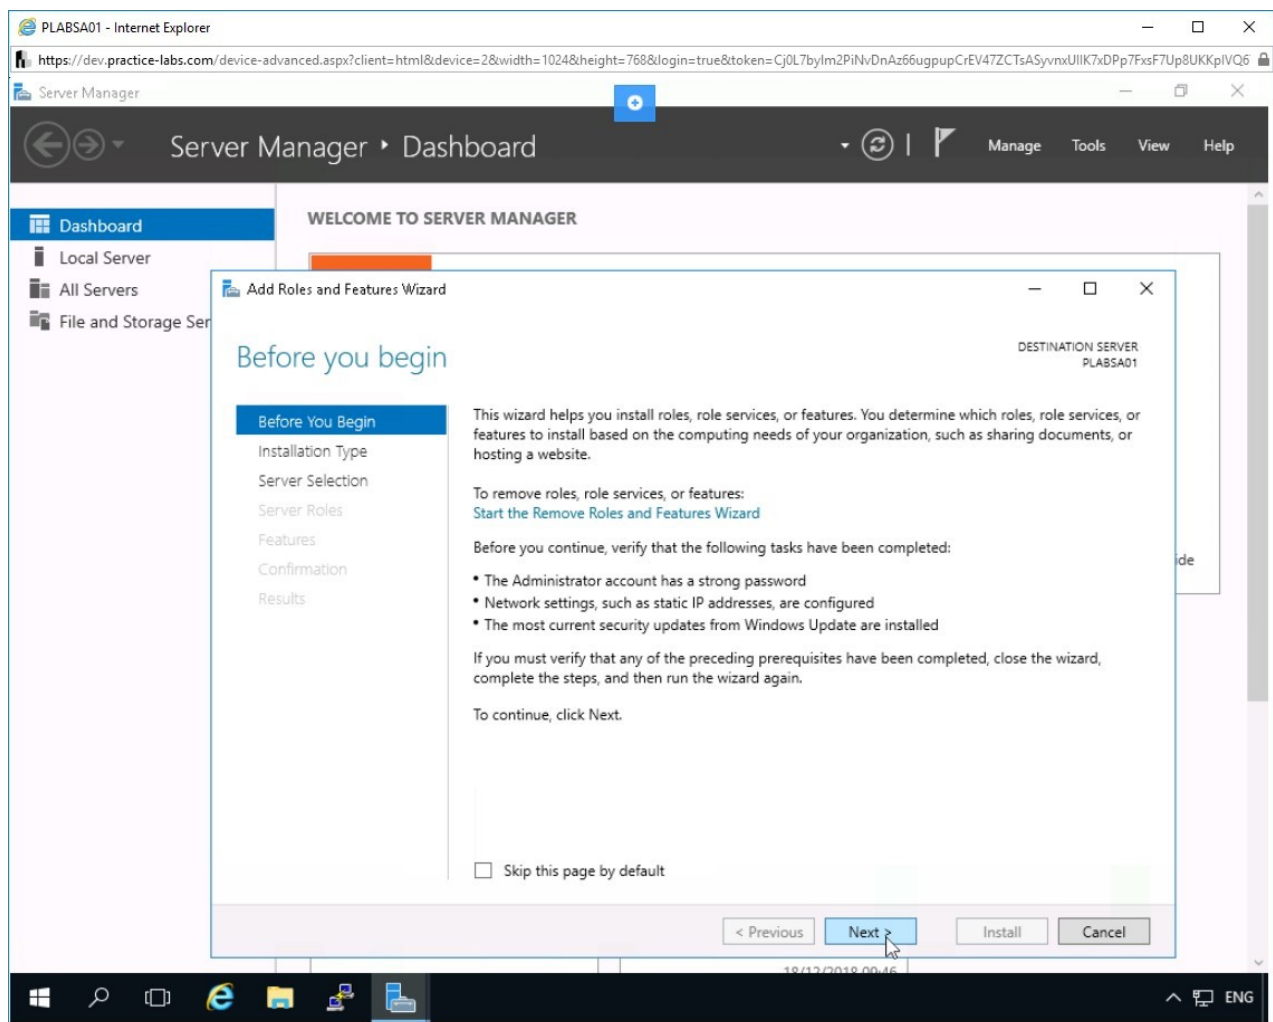 PLABSA01 - Internet Explorer
https://dev.practice-labs.com/device-advanced.aspx?client=html&device=2&width=1024&height=768&login=true&token=
Server Manager
Server Manager Dashboard
Manage Tools View Help
Dashboard
Local Server
All Servers
File and Storage Ser
WELCOME TO SERVER MANAGER
Add Roles and Features Wizard
Before you begin
DESTINATION SERVER
PLABSA01
Before You Begin
Installation Type
Server Selection
Server Roles
Features
Confirmation
Results
This wizard helps you install roles, role services, or features. You determine which roles, role services, or
features to install based on the computing needs of your organization, such as sharing documents, or
hosting a website.
To remove roles, role services, or features:
Start the Remove Roles and Features Wizard
Before you continue, verify that the following tasks have been completed:
• The Administrator account has a strong password
• Network settings, such as static IP addresses, are configured
• The most current security updates from Windows Update are installed
If you must verify that any of the preceding prerequisites have been completed, close the wizard,
complete the steps, and then run the wizard again.
To continue, click Next.
ide
Skip this page by default
< Previous Next > Install Cancel
18/12/2018 09:46
ENG